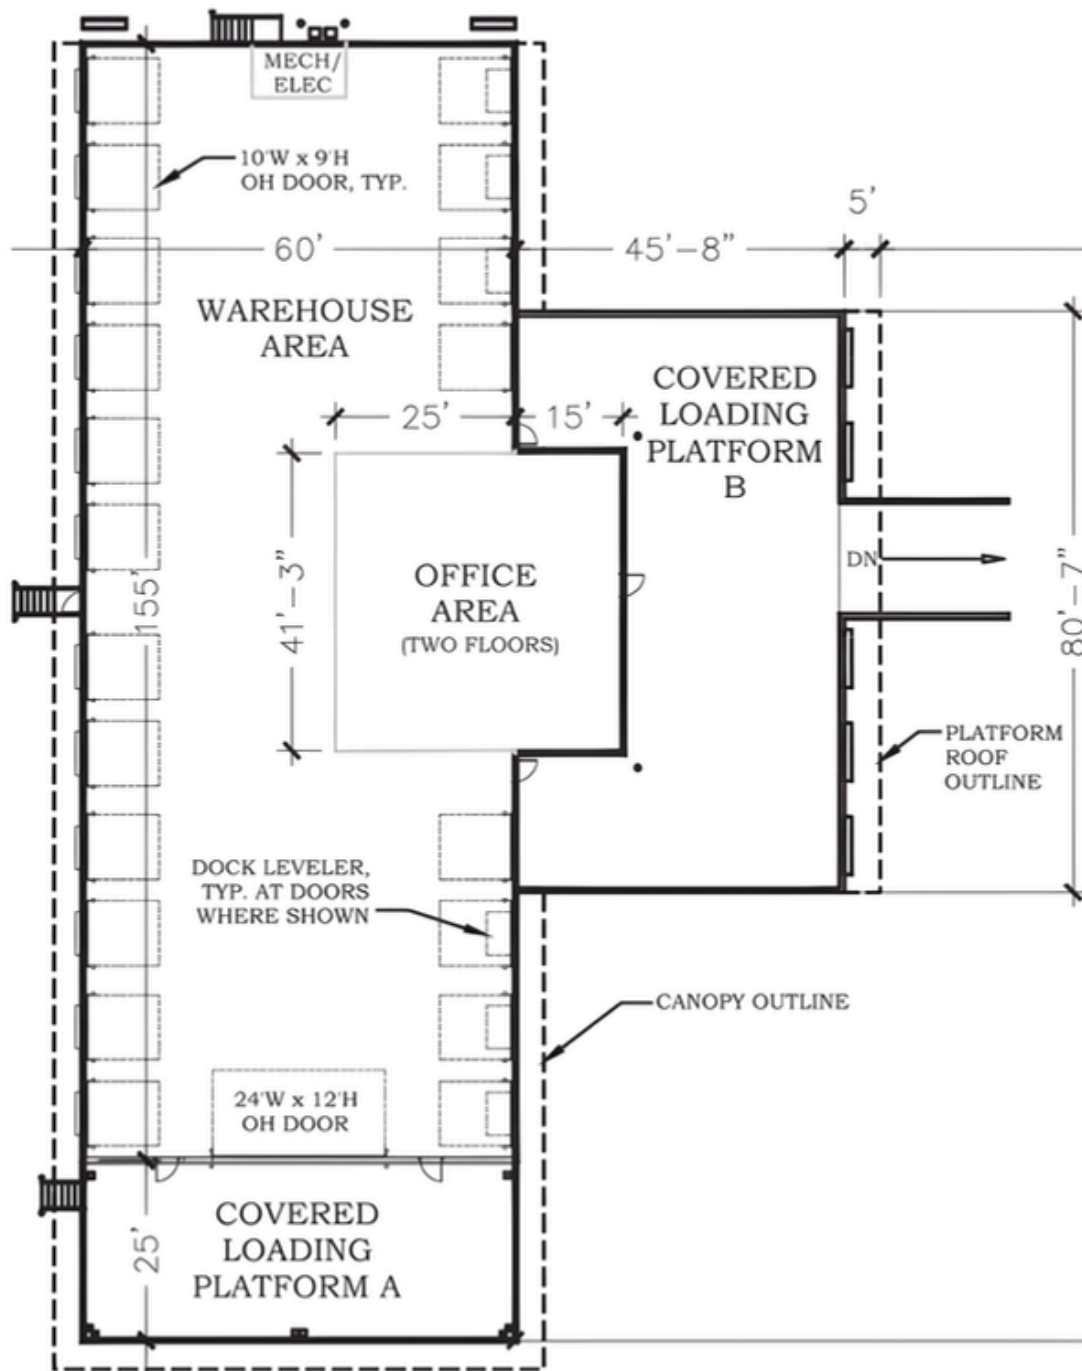 MECH/
ELEC
10'W x 9'H
OH DOOR, TYP.
5'
60'
45'-8"
WAREHOUSE
AREA
COVERED
LOADING
PLATFORM
B
25'
15'
41'-3"
OFFICE
AREA
(TWO FLOORS)
DN
155'
80'-7"
PLATFORM
ROOF
OUTLINE
DOCK LEVELER,
TYP. AT DOORS
WHERE SHOWN
CANOPY OUTLINE
24'W x 12'H
OH DOOR
COVERED
LOADING
PLATFORM A
25'